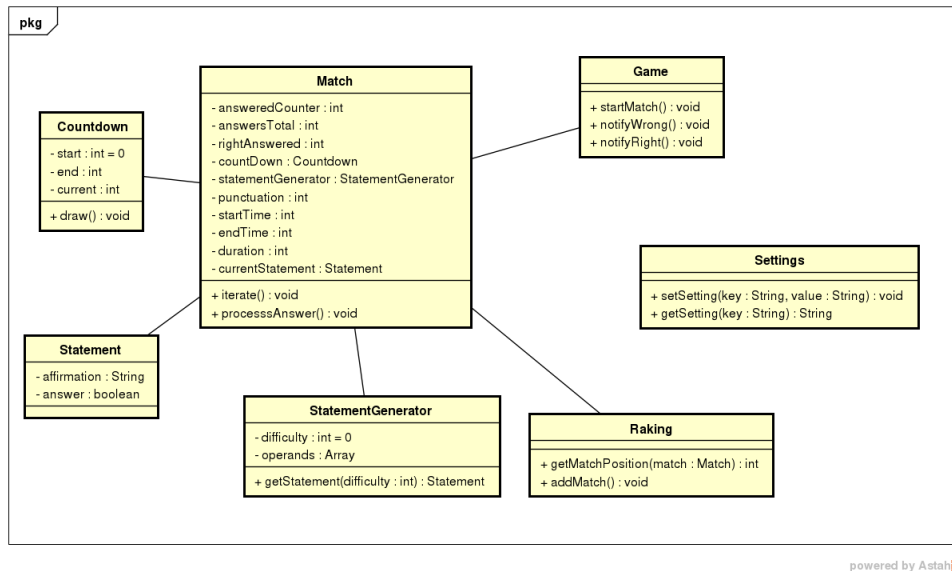 pkg
Match
- answeredCounter : int
- answersTotal : int
- rightAnswered : int
- countDown : Countdown
- statementGenerator : StatementGenerator
- punctuation : int
- startTime : int
- endTime : int
- duration : int
- currentStatement : Statement
+ iterate() : void
+ processsAnswer() : void
Game
+ startMatch() : void
+ notifyWrong() : void
+ notifyRight() : void
Countdown
- start : int = 0
- end : int
- current : int
+ draw() : void
Settings
+ setSetting(key : String, value : String) : void
+ getSetting(key : String) : String
Statement
- affirmation : String
- answer : boolean
StatementGenerator
- difficulty : int = 0
- operands : Array
+ getStatement(difficulty : int) : Statement
Raking
+ getMatchPosition(match : Match) : int
+ addMatch() : void
powered by Astah